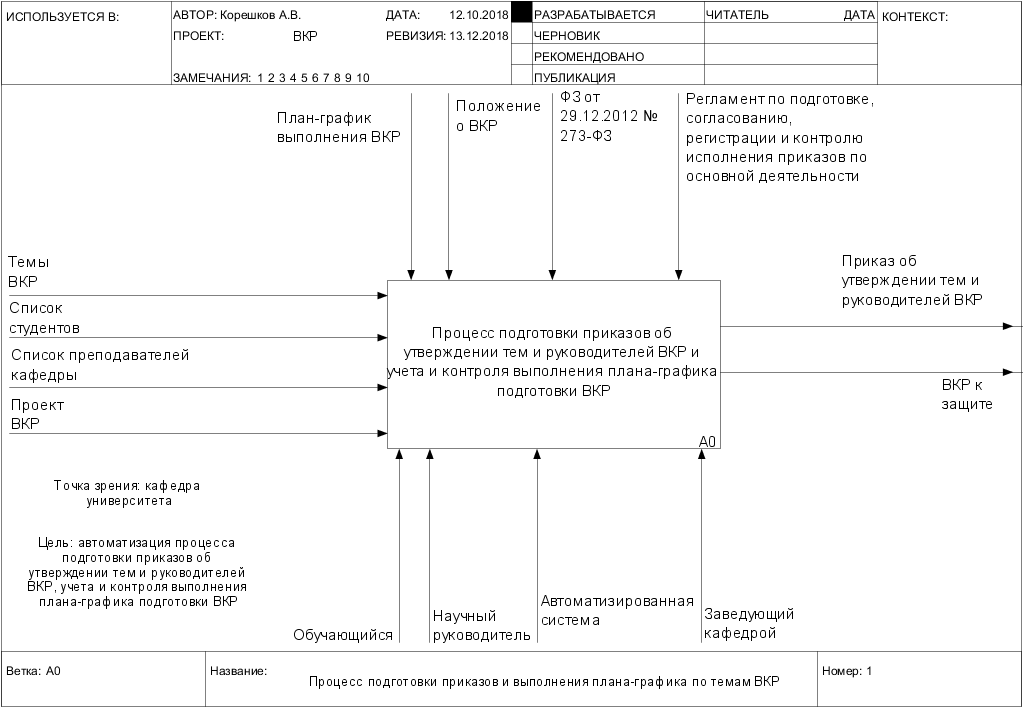 ИСПОЛЬЗУЕТСЯ В:
АВТОР: Корешков А.В.
ДАТА: 12.10.2018
ПРОЕКТ: ВКР
РЕВИЗИЯ: 13.12.2018
ЗАМЕЧАНИЯ: 1 2 3 4 5 6 7 8 9 10
РАЗРАБАТЫВАЕТСЯ
ЧЕРНОВИК
РЕКОМЕНДОВАНО
ПУБЛИКАЦИЯ
ЧИТАТЕЛЬ
ДАТА
КОНТЕКСТ:
План-график
выполнения ВКР
Положение
о ВКР
ФЗ от
29.12.2012 №
273-ФЗ
Регламент по подготовке,
согласованию,
регистрации и контролю
исполнения приказов по
основной деятельности
Темы
ВКР
Список
студентов
Список преподавателей
кафедры
Проект
ВКР
Процесс подготовки приказов об
утверждении тем и руководителей ВКР и
учета и контроля выполнения плана-графика
подготовки ВКР
A0
Приказ об
утверждении тем и
руководителей ВКР
ВКР к
защите
Точка зрения: кафедра
университета
Цель: автоматизация процесса
подготовки приказов об
утверждении тем и руководителей
ВКР, учета и контроля выполнения
плана-графика подготовки ВКР
Обучающийся
Научный
руководитель
Автоматизированная
система
Заведующий
кафедрой
Ветка: A0
Название:
Процесс подготовки приказов и выполнения плана-графика по темам ВКР
Номер: 1